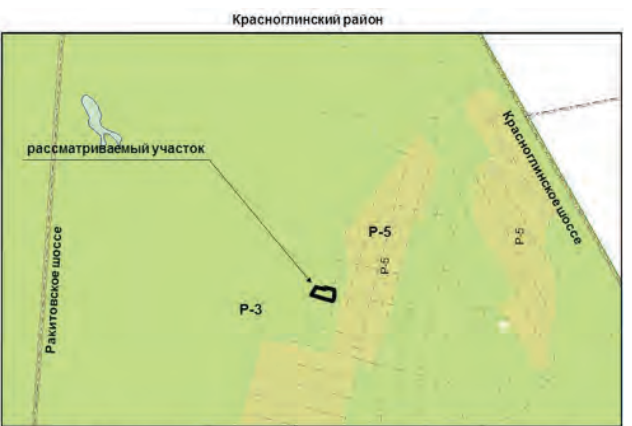 Красноглинский район
рассматриваемый участок
Красноглинское шоссе
Р-5
Р-5
Р-5
Ракитовское шоссе
Р-3